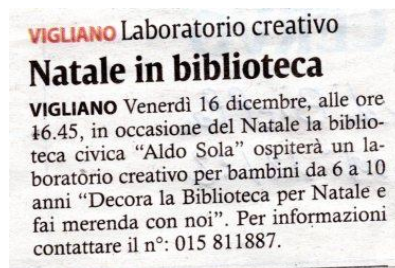 VIGLIANO Laboratorio creativo
Natale in biblioteca
VIGLIANO Venerdì 16 dicembre, alle ore
16.45, in occasione del Natale la biblio-
teca civica “Aldo Sola” ospiterà un la-
boratorio creativo per bambini da 6 a 10
anni “Decora la Biblioteca per Natale e
fai merenda con noi”. Per informazioni
contattare il n°: 015 811887.